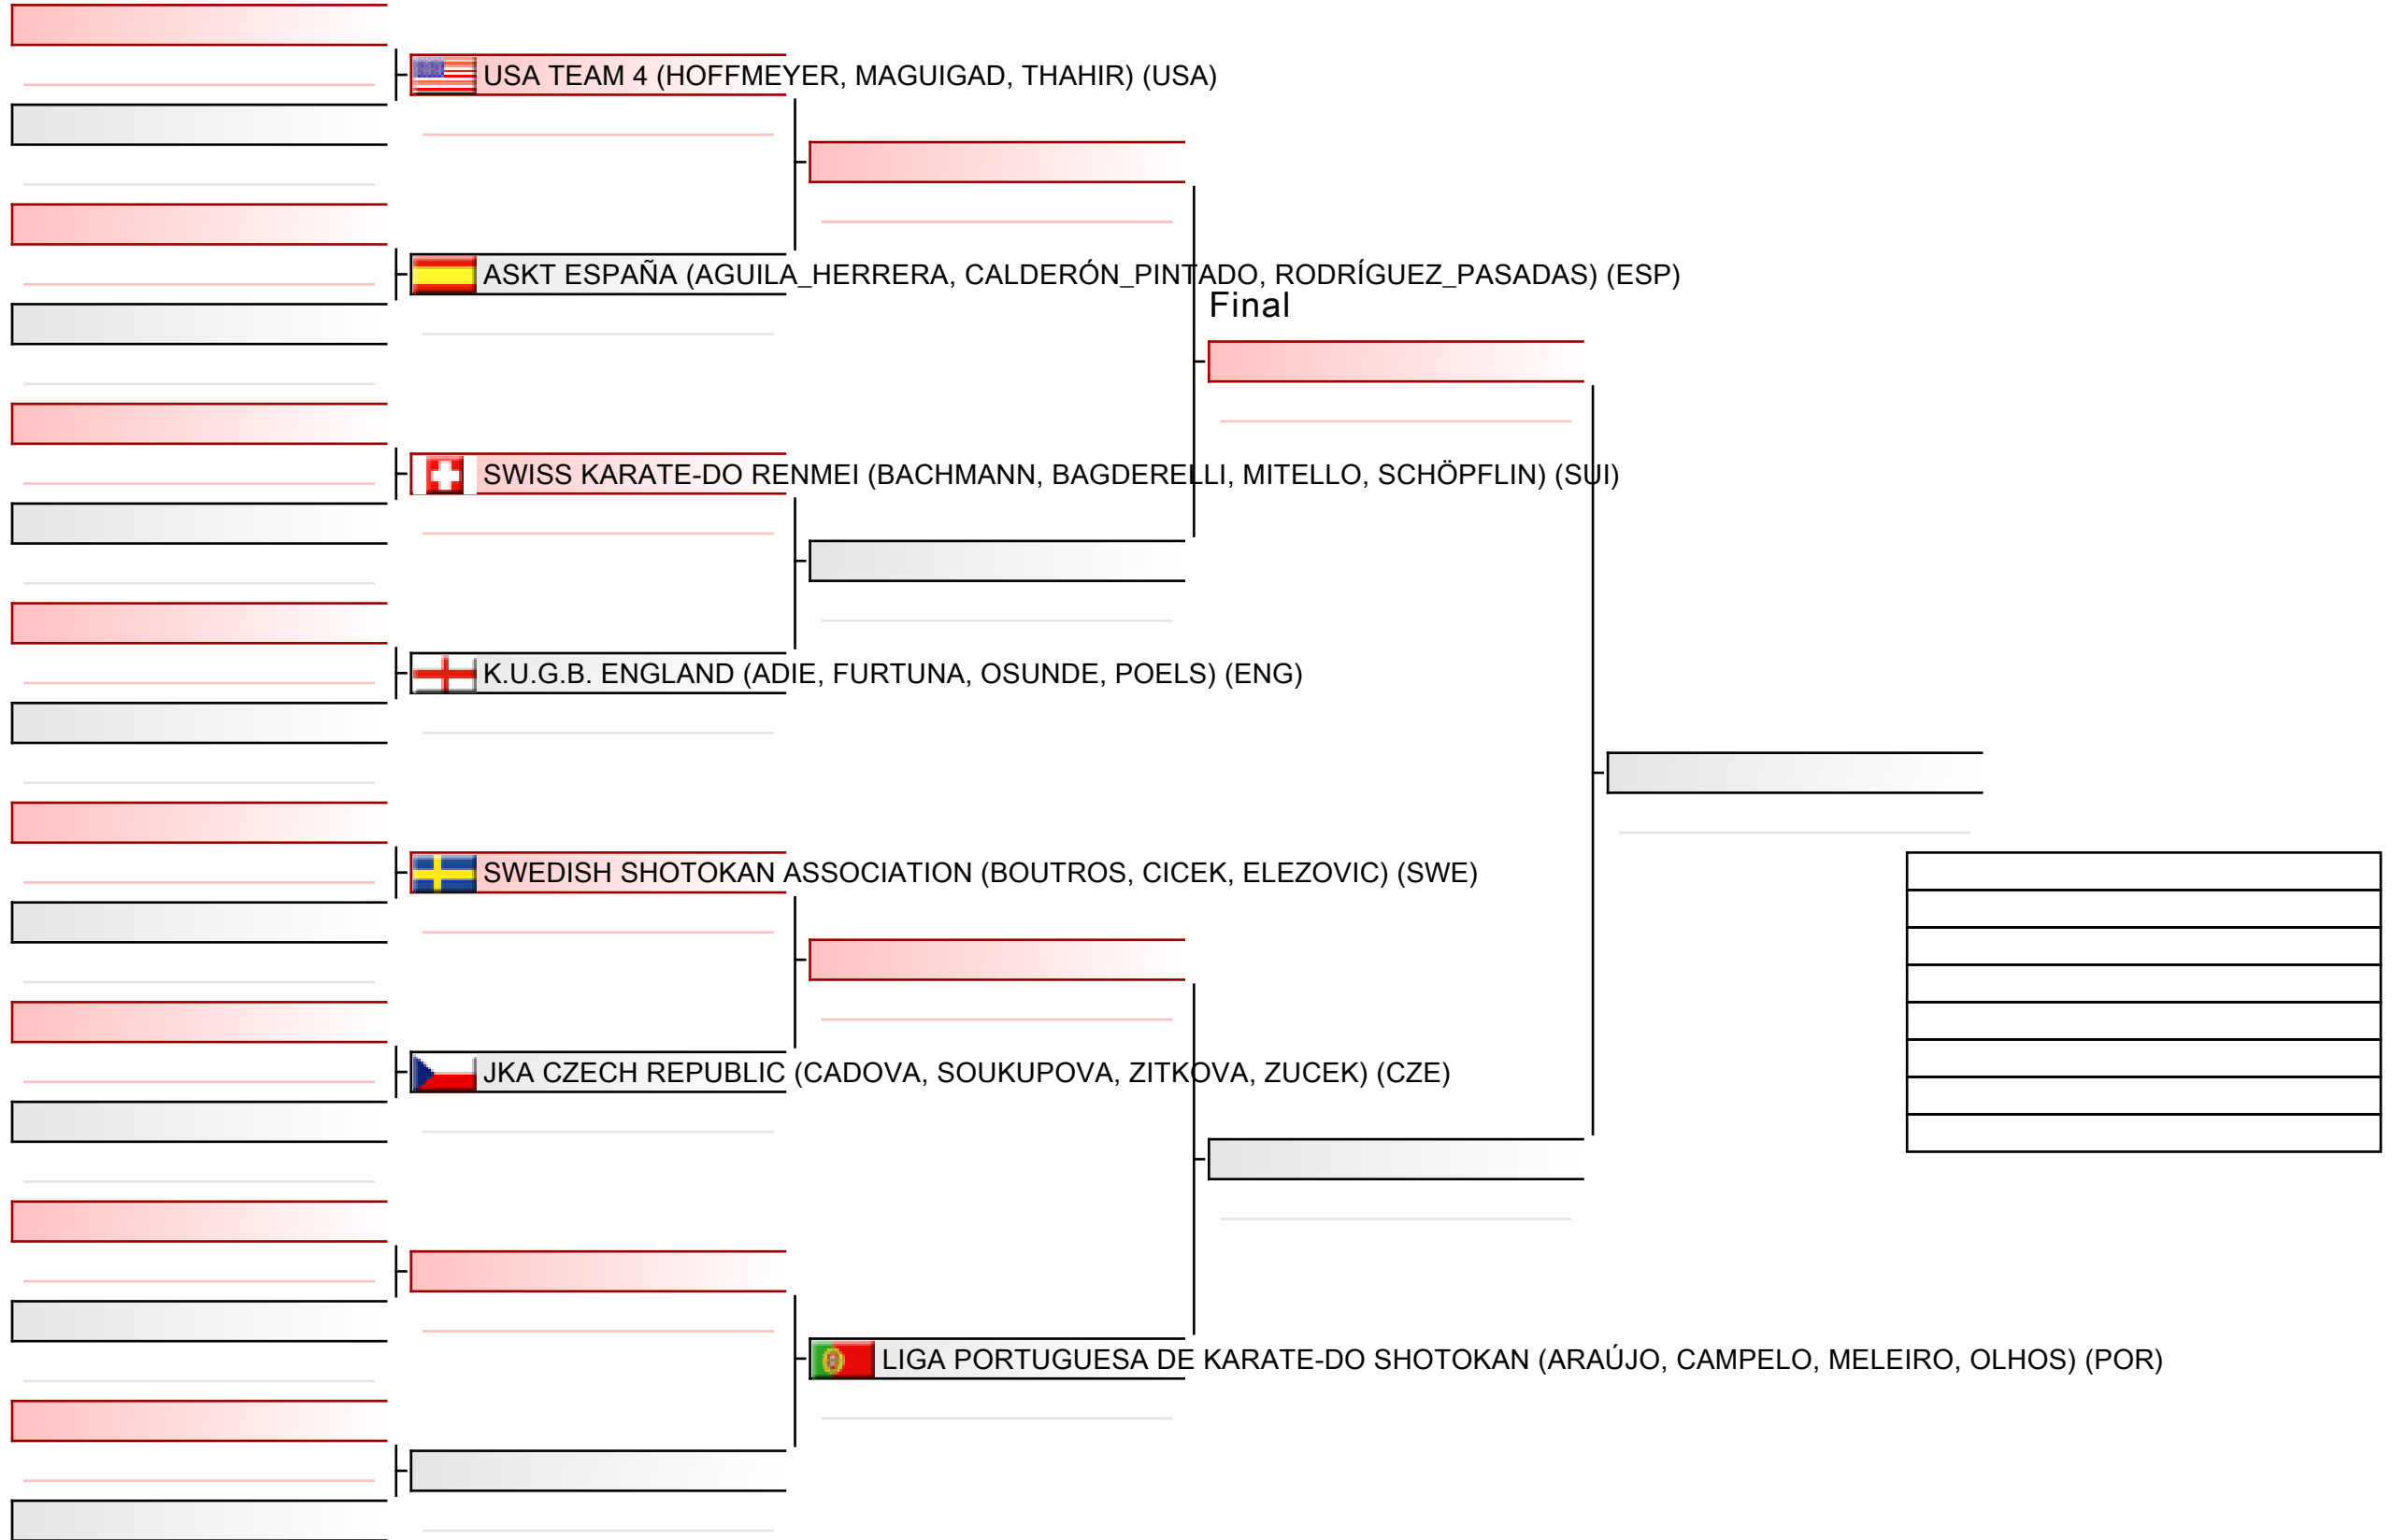 USA TEAM 4 (HOFFMEYER, MAGUIGAD, THAHIR) (USA)
ASKT ESPAÑA (AGUILA_HERRERA, CALDERÓN_PINTADO, RODRÍGUEZ_PASADAS) (ESP)
Final
SWISS KARATE-DO RENMEI (BACHMANN, BAGDERELLI, MITELLO, SCHÖPFLIN) (SUI)
K.U.G.B. ENGLAND (ADIE, FURTUNA, OSUNDE, POELS) (ENG)
SWEDISH SHOTOKAN ASSOCIATION (BOUTROS, CICEK, ELEZOVIC) (SWE)
JKA CZECH REPUBLIC (CADOVA, SOUKUPOVA, ZITKOVA, ZUCEK) (CZE)
LIGA PORTUGUESA DE KARATE-DO SHOTOKAN (ARAÚJO, CAMPELO, MELEIRO, OLHOS) (POR)